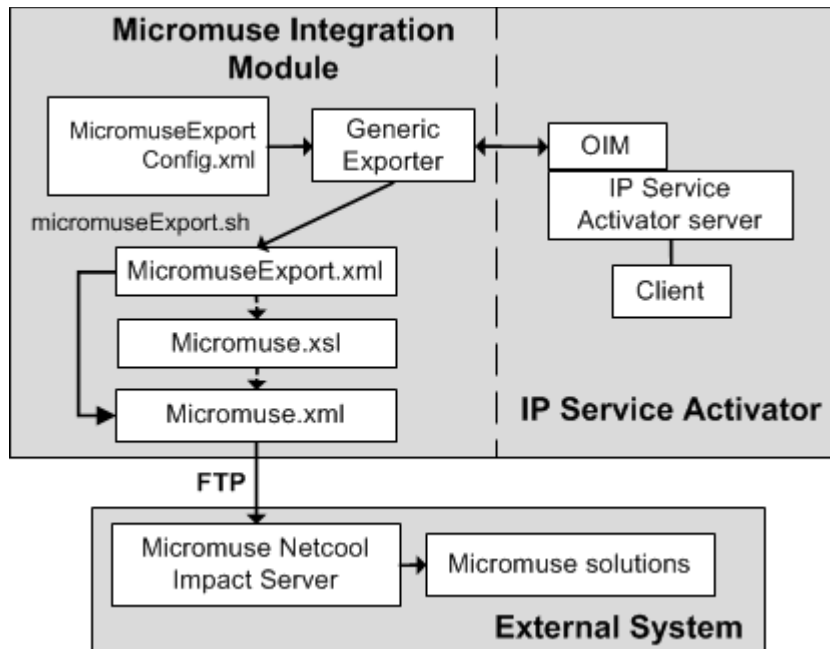 Micromuse Integration
Module
MicromuseExport
Config.xml
Generic
Exporter
OIM
IP Service
Activator server
Client
micromuseExport.sh
MicromuseExport.xml
Micromuse.xsl
Micromuse.xml
IP Service Activator
FTP
Micromuse Netcool
Impact Server
Micromuse solutions
External System